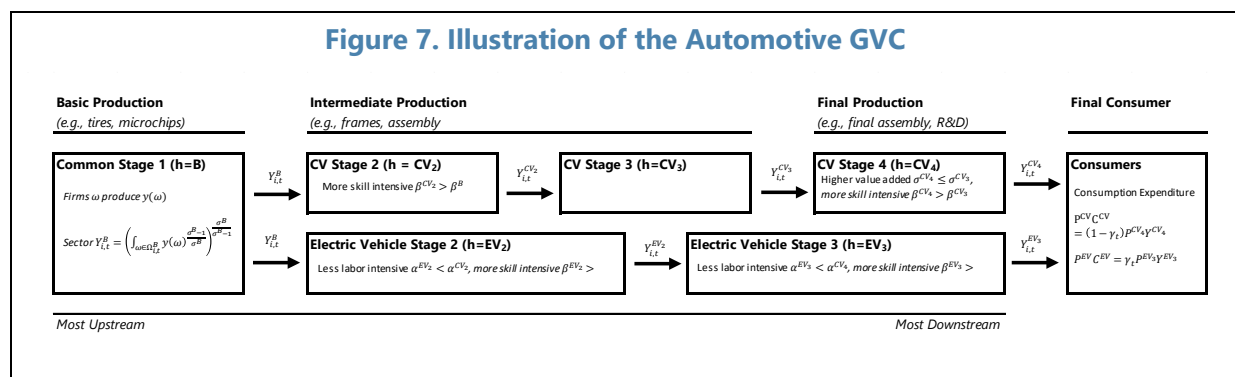 Figure 7. Illustration of the Automotive GVC
Basic Production
(e.g., tires, microchips)
Intermediate Production
(e.g., frames, assembly
Final Production
(e.g., final assembly, R&D)
Final Consumer
Common Stage 1 (h=B)
Firms ω produce y(ω)
Sector Y_{i,t}^B = (∫_{ω∈Ω_{i,t}^B} y(ω)^{(σ^B−1)/σ^B})^{σ^B/(σ^B−1)}
Y_{i,t}^B
CV Stage 2 (h = CV₂)
More skill intensive β^{CV₂} > β^B
Y_{i,t}^{CV₂}
CV Stage 3 (h=CV₃)
Y_{i,t}^{CV₃}
CV Stage 4 (h=CV₄)
Higher value added σ^{CV₄} ≤ σ^{CV₃},
more skill intensive β^{CV₄} > β^{CV₃}
Y_{i,t}^{CV₄}
Y_{i,t}^B
Electric Vehicle Stage 2 (h=EV₂)
Less labor intensive α^{EV₂} < α^{CV₂}, more skill intensive β^{EV₂} >
Y_{i,t}^{EV₂}
Electric Vehicle Stage 3 (h=EV₃)
Less labor intensive α^{EV₃} < α^{CV₄}, more skill intensive β^{EV₃} >
Y_{i,t}^{EV₃}
Consumers
Consumption Expenditure
P^{CV}C^{CV}
= (1 − γ_t)P^{CV₄}Y^{CV₄}
P^{EV}C^{EV} = γ_tP^{EV₃}Y^{EV₃}
Most Upstream
Most Downstream